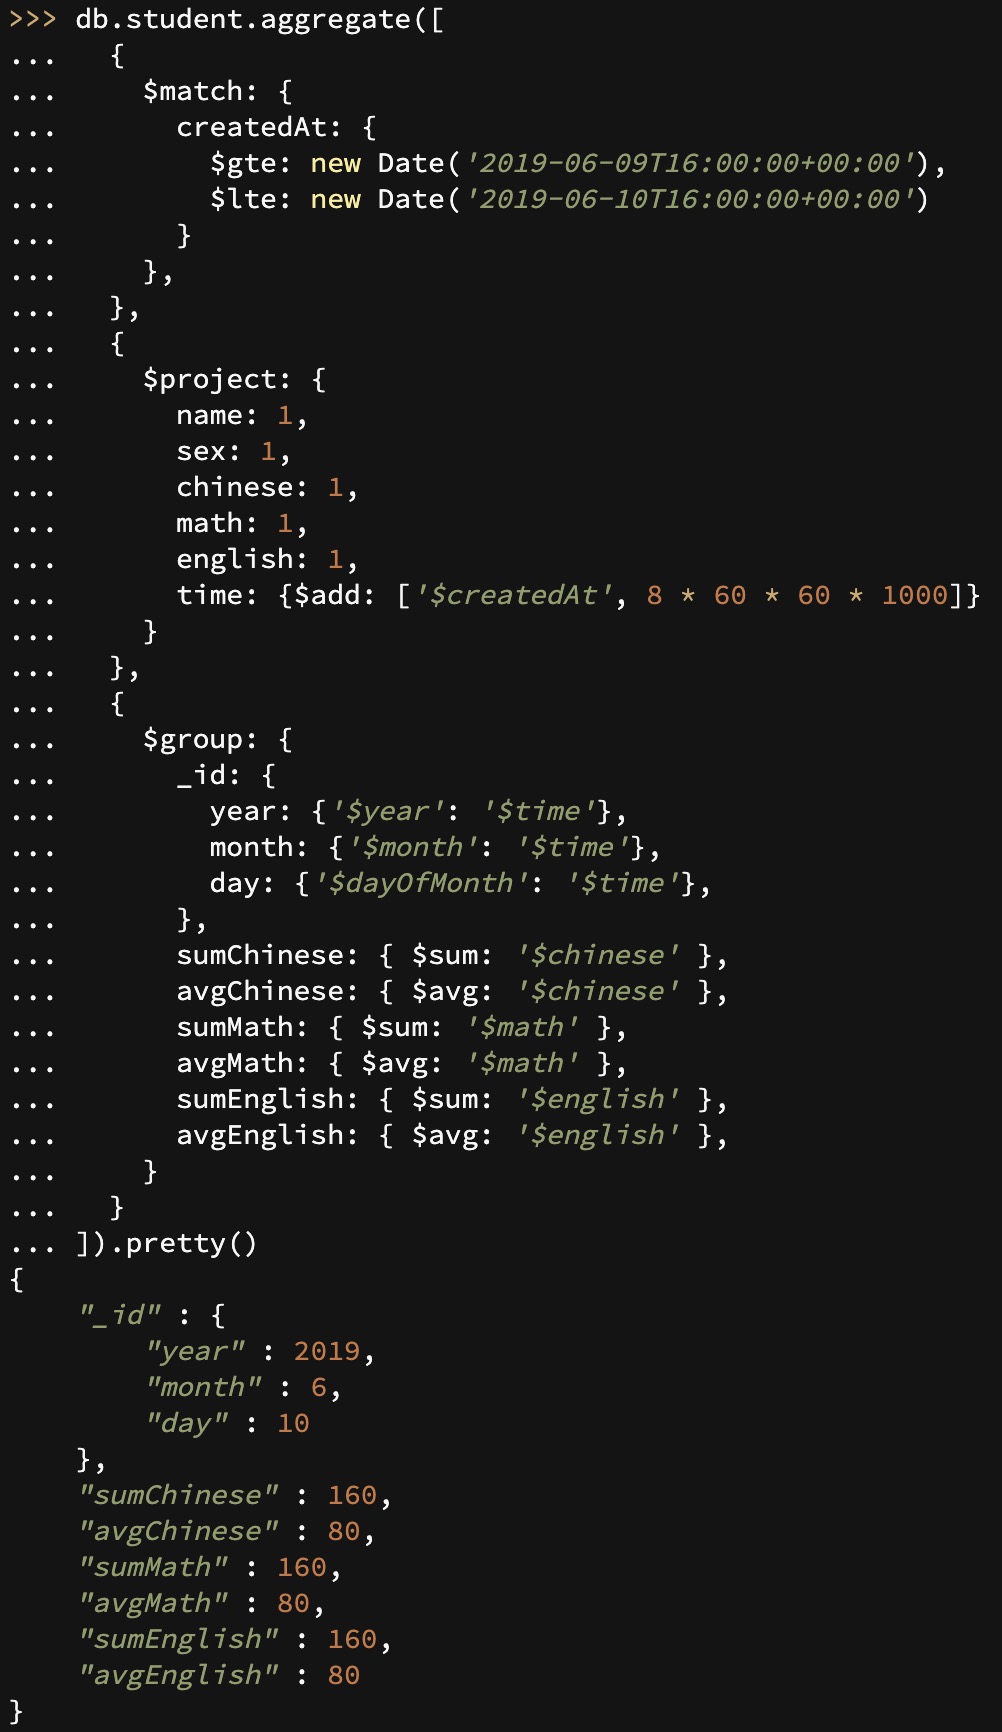 >>> db.student.aggregate([
...   {
...     $match: {
...       createdAt: {
...         $gte: new Date('2019-06-09T16:00:00+00:00'),
...         $lte: new Date('2019-06-10T16:00:00+00:00')
...       }
...     },
...   },
...   {
...     $project: {
...       name: 1,
...       sex: 1,
...       chinese: 1,
...       math: 1,
...       english: 1,
...       time: {$add: ['$createdAt', 8 * 60 * 60 * 1000]}
...     }
...   },
...   {
...     $group: {
...       _id: {
...         year: {'$year': '$time'},
...         month: {'$month': '$time'},
...         day: {'$dayOfMonth': '$time'},
...       },
...       sumChinese: { $sum: '$chinese' },
...       avgChinese: { $avg: '$chinese' },
...       sumMath: { $sum: '$math' },
...       avgMath: { $avg: '$math' },
...       sumEnglish: { $sum: '$english' },
...       avgEnglish: { $avg: '$english' },
...     }
...   }
... ]).pretty()
{
    "_id" : {
        "year" : 2019,
        "month" : 6,
        "day" : 10
    },
    "sumChinese" : 160,
    "avgChinese" : 80,
    "sumMath" : 160,
    "avgMath" : 80,
    "sumEnglish" : 160,
    "avgEnglish" : 80
}